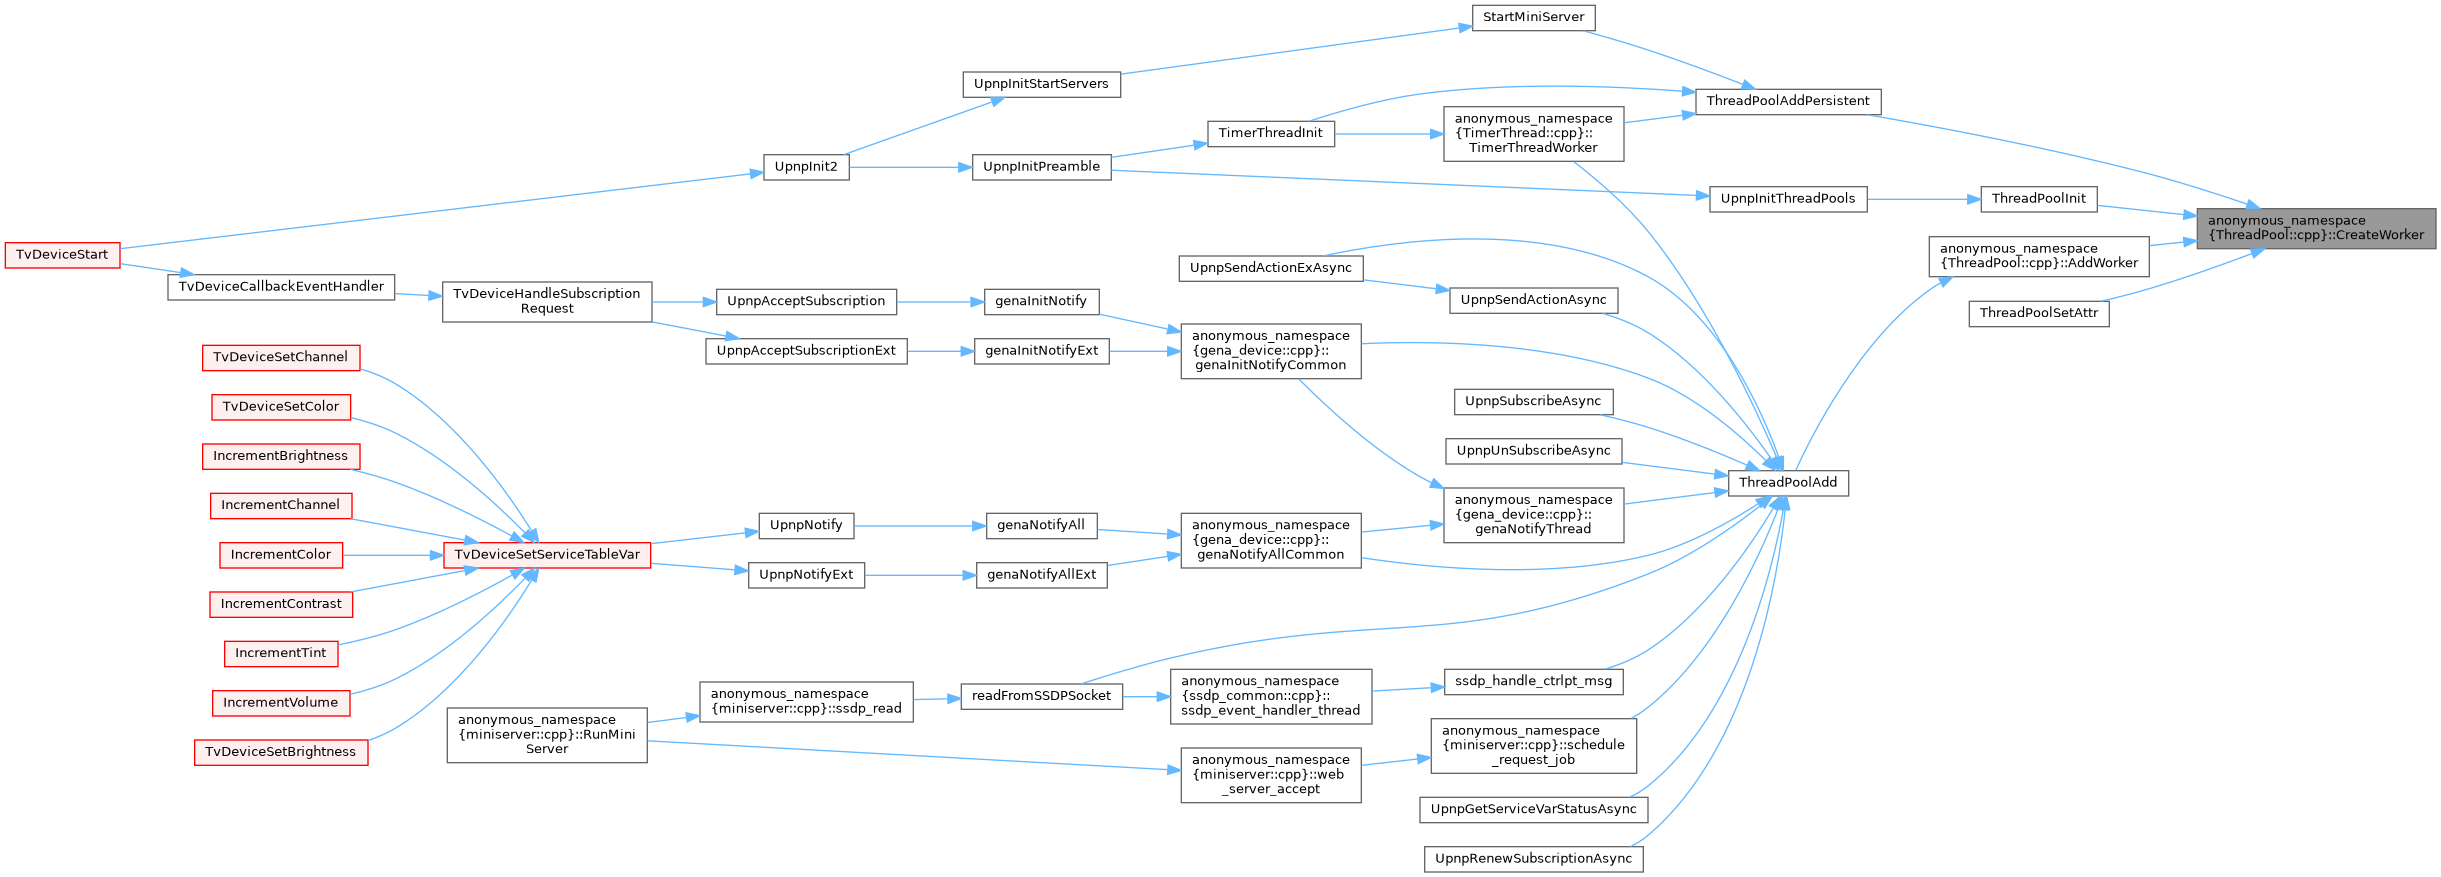 StartMiniServer
UpnpInitStartServers
ThreadPoolAddPersistent
anonymous_namespace
{TimerThread::cpp}::
TimerThreadWorker
TimerThreadInit
UpnpInit2
UpnpInitPreamble
UpnpInitThreadPools
ThreadPoolInit
anonymous_namespace
{ThreadPool::cpp}::CreateWorker
TvDeviceStart
anonymous_namespace
{ThreadPool::cpp}::AddWorker
UpnpSendActionExAsync
TvDeviceCallbackEventHandler
TvDeviceHandleSubscription
Request
UpnpAcceptSubscription
genaInitNotify
UpnpSendActionAsync
ThreadPoolSetAttr
anonymous_namespace
{gena_device::cpp}::
genaInitNotifyCommon
UpnpAcceptSubscriptionExt
genaInitNotifyExt
TvDeviceSetChannel
TvDeviceSetColor
UpnpSubscribeAsync
IncrementBrightness
UpnpUnSubscribeAsync
ThreadPoolAdd
IncrementChannel
anonymous_namespace
{gena_device::cpp}::
genaNotifyThread
UpnpNotify
genaNotifyAll
anonymous_namespace
{gena_device::cpp}::
genaNotifyAllCommon
IncrementColor
TvDeviceSetServiceTableVar
UpnpNotifyExt
genaNotifyAllExt
IncrementContrast
IncrementTint
IncrementVolume
anonymous_namespace
{miniserver::cpp}::ssdp_read
readFromSSDPSocket
anonymous_namespace
{ssdp_common::cpp}::
ssdp_event_handler_thread
ssdp_handle_ctrlpt_msg
TvDeviceSetBrightness
anonymous_namespace
{miniserver::cpp}::RunMini
Server
anonymous_namespace
{miniserver::cpp}::schedule
_request_job
anonymous_namespace
{miniserver::cpp}::web
_server_accept
UpnpGetServiceVarStatusAsync
UpnpRenewSubscriptionAsync